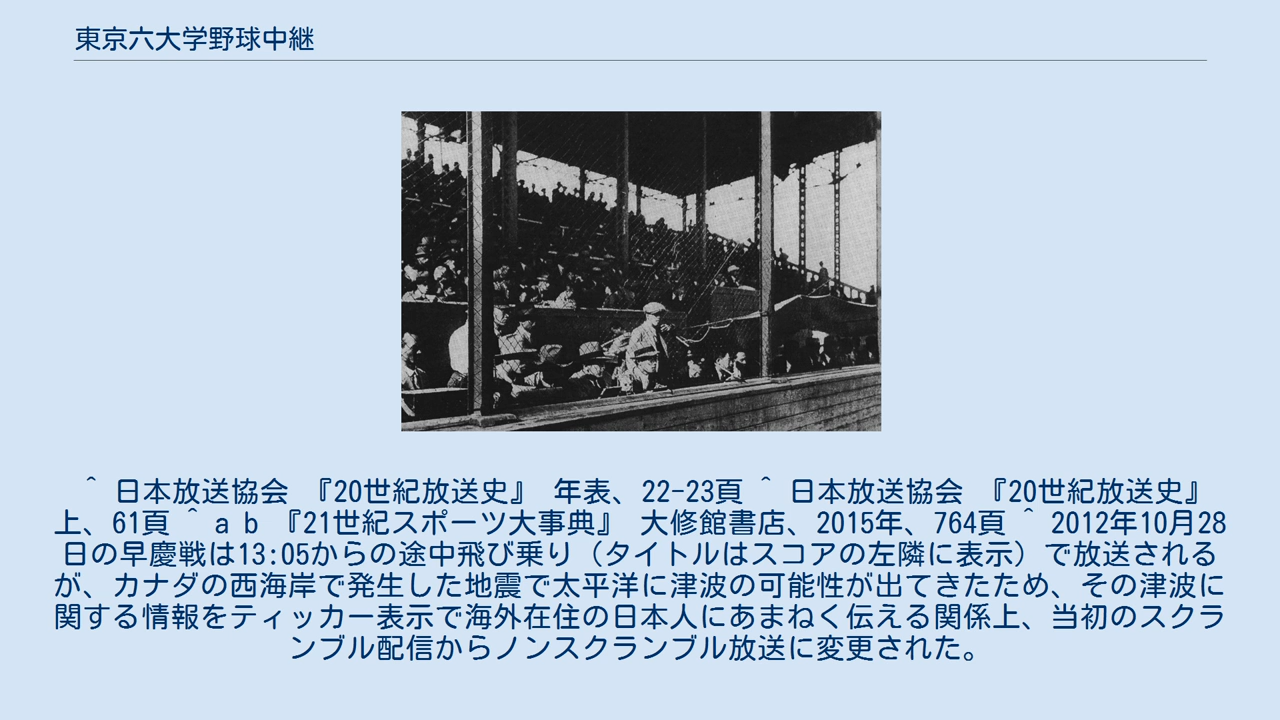 東京六大学野球中継
^ 日本放送協会 『20世紀放送史』 年表、22-23頁 ^ 日本放送協会 『20世紀放送史』
上、61頁 ^ a b 『21世紀スポーツ大事典』 大修館書店、2015年、764頁 ^ 2012年10月28
日の早慶戦は13:05からの途中飛び乗り（タイトルはスコアの左隣に表示）で放送される
が、カナダの西海岸で発生した地震で太平洋に津波の可能性が出てきたため、その津波に
関する情報をティッカー表示で海外在住の日本人にあまねく伝える関係上、当初のスクラ
ンブル配信からノンスクランブル放送に変更された。